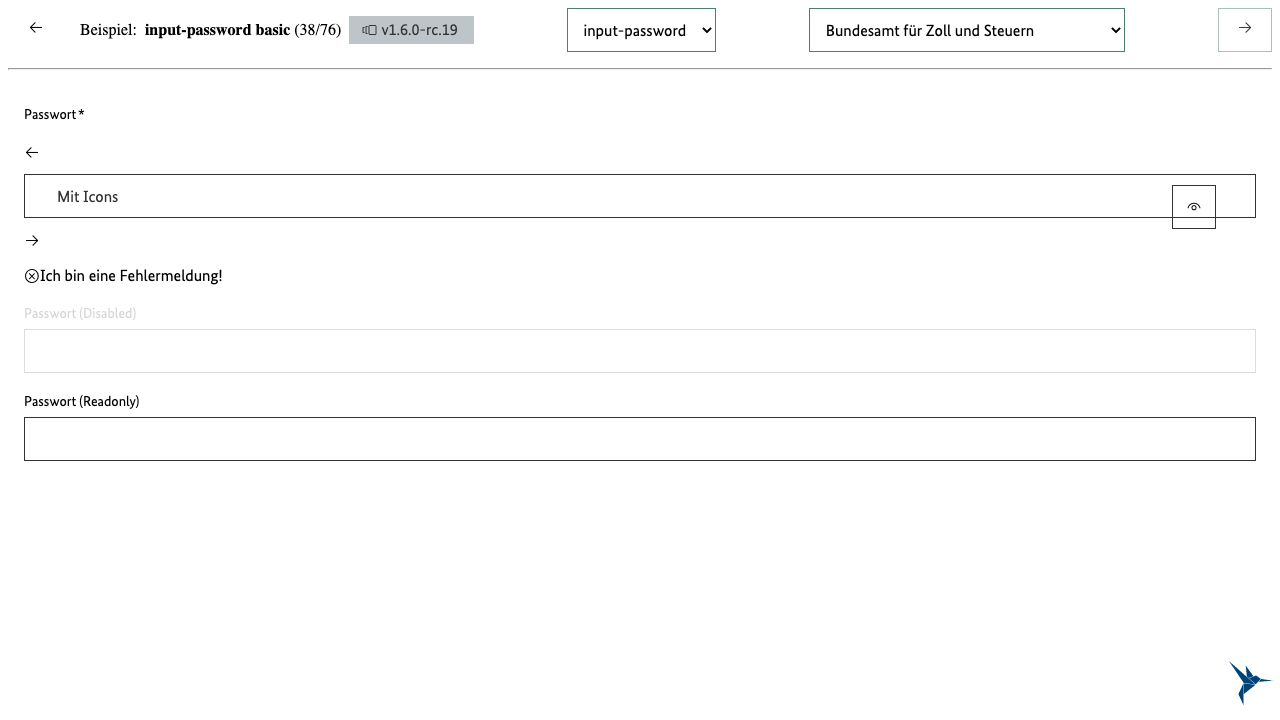 Beispiel: input-password basic (38/76) v1.6.0-rc.19 input-password Bundesamt für Zoll und Steuern
Passwort*
Mit Icons
Ich bin eine Fehlermeldung!
Passwort (Disabled)
Passwort (Readonly)